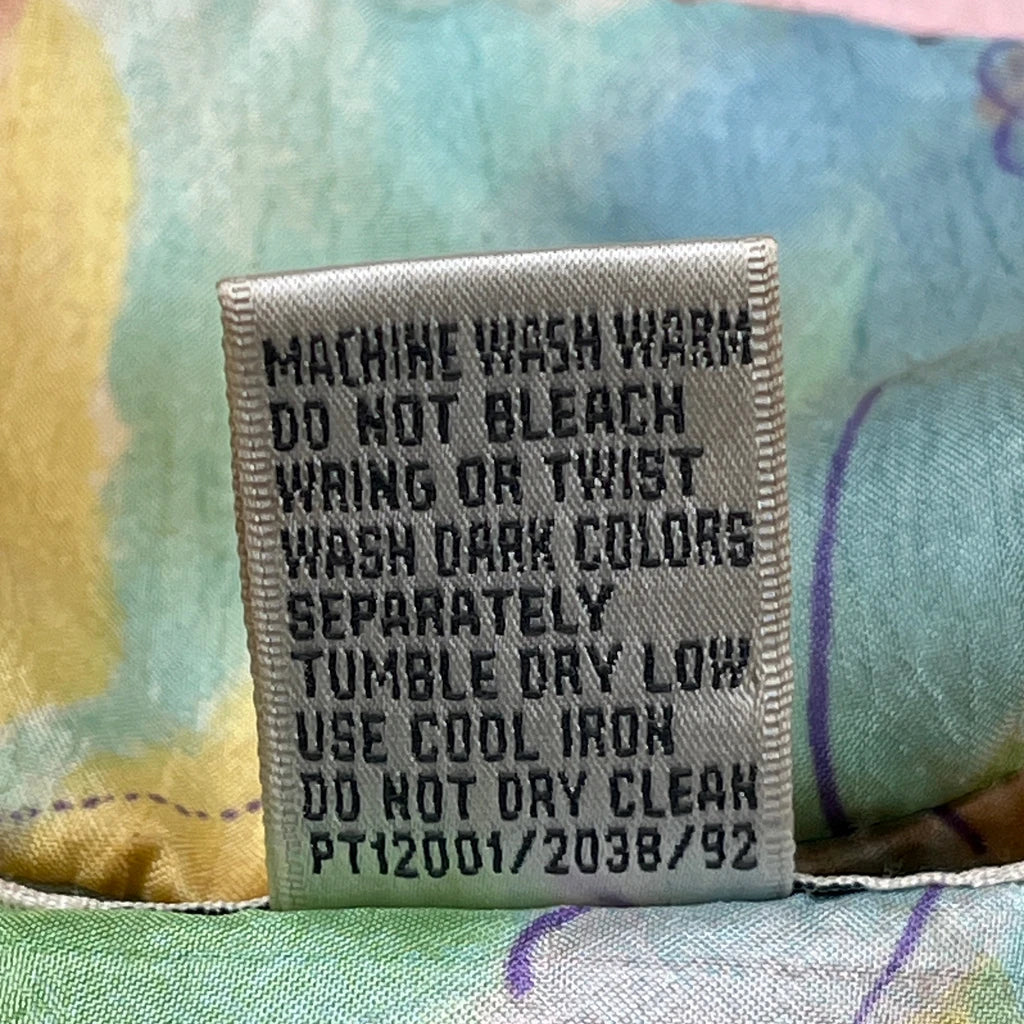 MACHINE WASH WARM
DO NOT BLEACH
WRING OR TWIST
WASH DARK COLORS
SEPARATELY
TUMBLE DRY LOW
USE COOL IRON
DO NOT DRY CLEAN
PT12001/2038/92